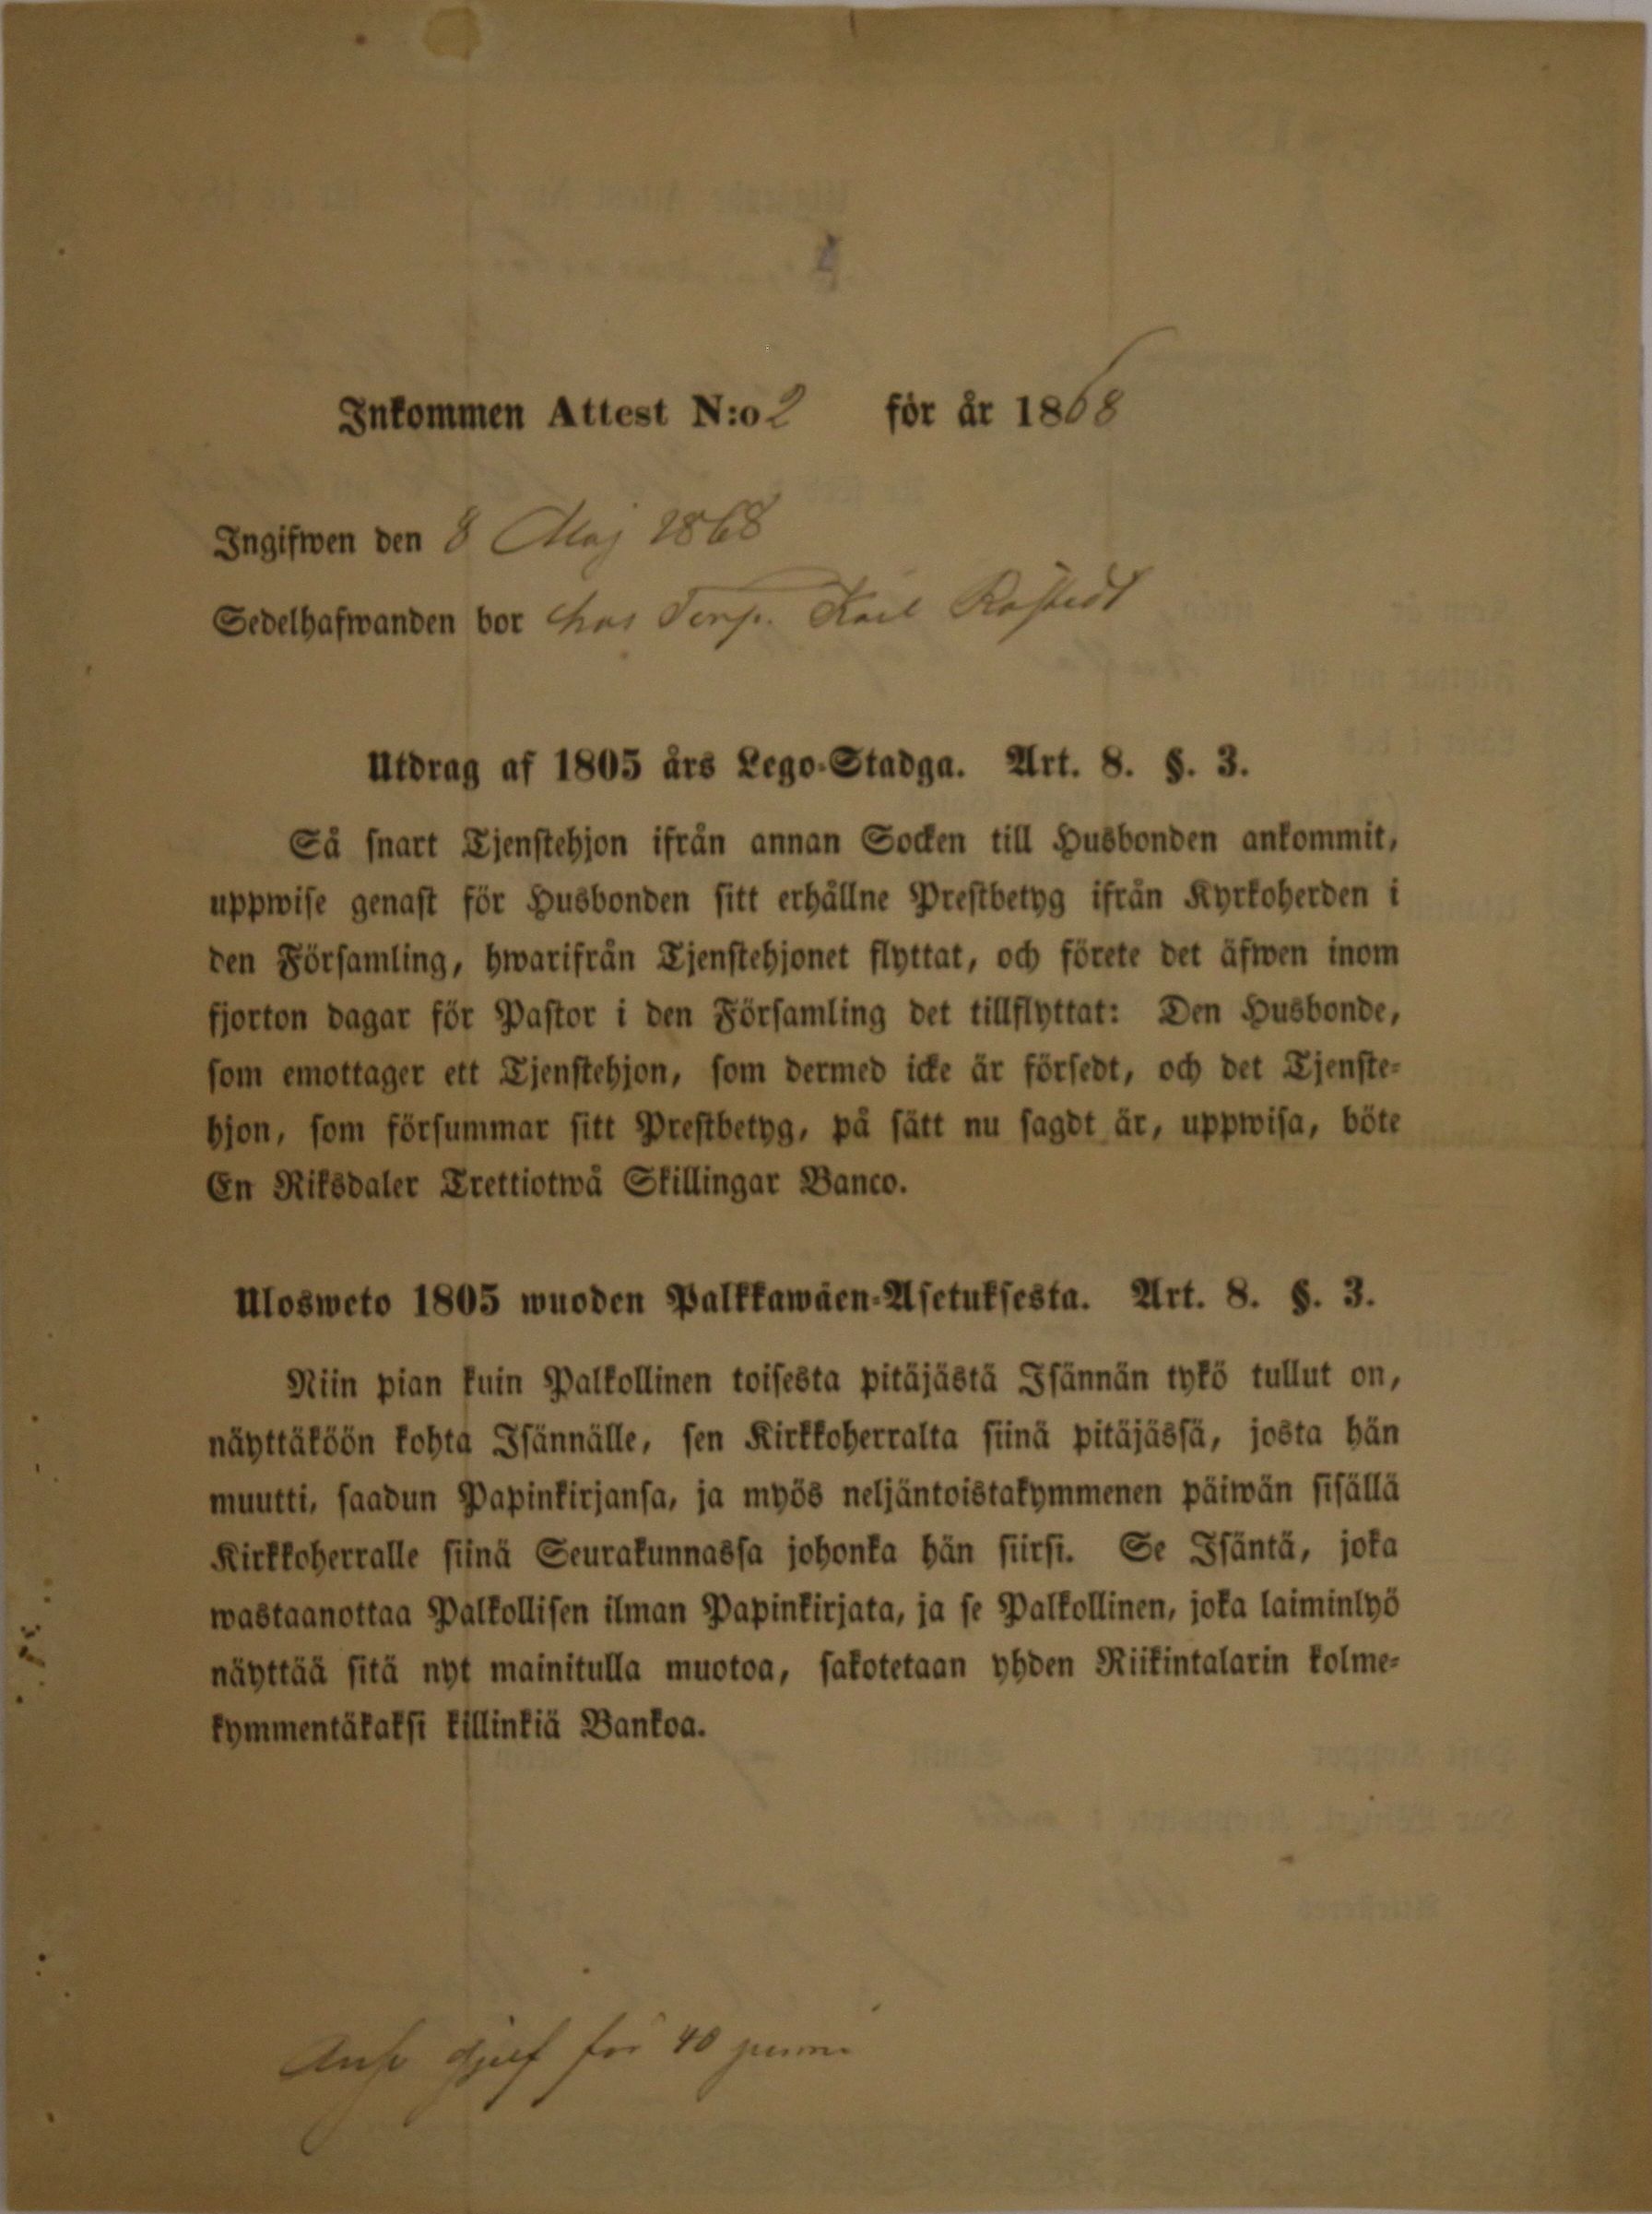 Inkommen Attest N:o 2 för år 1868
Ingifwen den 8 Maj 1868
Sedelhafwanden bor hos Torp. Karl Rostedt
Utdrag af 1805 års Lego-Stadga. Art. 8. §. 3.
Så snart Tjenstehjon ifrån annan Socken till Husbonden ankommit,
uppwise genast för Husbonden sitt erhållne Prestbetyg ifrån Kyrkoherden i
den Församling, hwarifrån Tjenstehjonet flyttat, och förete det äfwen inom
fjorton dagar för Pastor i den Församling det tillflyttat: Den Husbonde,
som emottager ett Tjenstehjon, som dermed icke är försedt, och det Tjenste-
hjon, som försummar sitt Prestbetyg, på sätt nu sagdt är, uppwisa, böte
En Riksdaler Trettiotwå Skillingar Banco.
Ulosweto 1805 wuoden Palkkawäen-Asetuksesta. Art. 8. §. 3.
Niin pian kuin Palkollinen toisesta pitäjästä Isännän tykö tullut on,
näyttäköön kohta Isännälle, sen Kirkkoherralta siinä pitäjässä, josta hän
muutti, saadun Papinkirjansa, ja myös neljäntoistakymmenen päiwän sisällä
Kirkkoherralle siinä Seurakunnassa johonka hän siirsi. Se Isäntä, joka
wastaanottaa Palkollisen ilman Papinkirjata, ja se Palkollinen, joka laiminlyö
näyttää sitä nyt mainitulla muotoa, sakotetaan yhden Riikintalarin kolme-
kymmentäkaksi killinkiä Bankoa.
för 40 penni